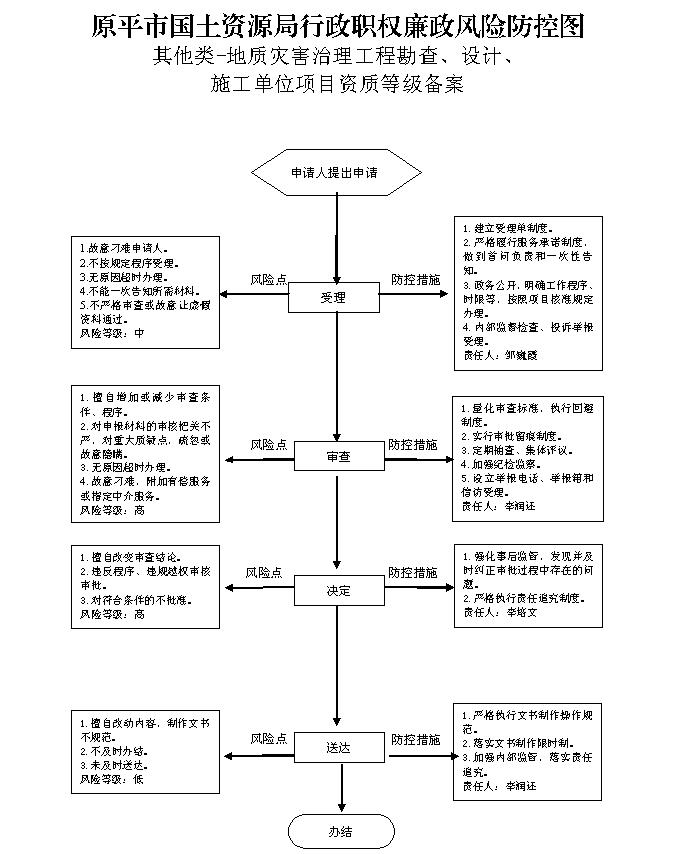 原平市国土资源局行政职权廉政风险防控图
其他类-地质灾害治理工程勘查、设计、
施工单位项目资质等级备案
申请人提出申请
1.故意刁难申请人。
2.不按规定程序受理。
3.无原因超时办理。
4.不能一次告知所需材料。
5.不严格审查或故意让虚假
资料通过。
风险等级：中
风险点
受理
防控措施
1. 建立受理单制度。
2. 严格履行服务承诺制度，
做到首问负责和一次性告
知。
3. 政务公开，明确工作程序、
时限等，按照项目核准规定
办理。
4. 内部监督检查、投诉举报
受理。
责任人：邹巍霞
1. 擅自增加或减少审查条
件、程序。
2. 对申报材料的审核把关不
严，对重大质疑点，疏忽或
故意隐瞒。
3. 无原因超时办理。
4. 故意刁难，附加有偿服务
或指定中介服务。
风险等级：高
风险点
审查
防控措施
1. 量化审查标准，执行回避
制度。
2. 实行审批留痕制度。
3. 定期抽查、集体评议。
4. 加强纪检监察。
5. 设立举报电话、举报箱和
信访受理。
责任人：李润还
1. 擅自改变审查结论。
2. 违反程序、违规越权审核
审批。
3. 对符合条件的不批准。
风险等级：高
风险点
决定
防控措施
1. 强化事后监管，发现并及
时纠正审批过程中存在的问
题。
2. 严格执行责任追究制度。
责任人：李培文
1. 擅自改动内容，制作文书
不规范。
2. 不及时办结。
3. 未及时送达。
风险等级：低
风险点
送达
防控措施
1. 严格执行文书制作操作规
范。
2. 落实文书制作限时制。
3. 加强内部监管，落实责任
追究。
责任人：李润还
办结